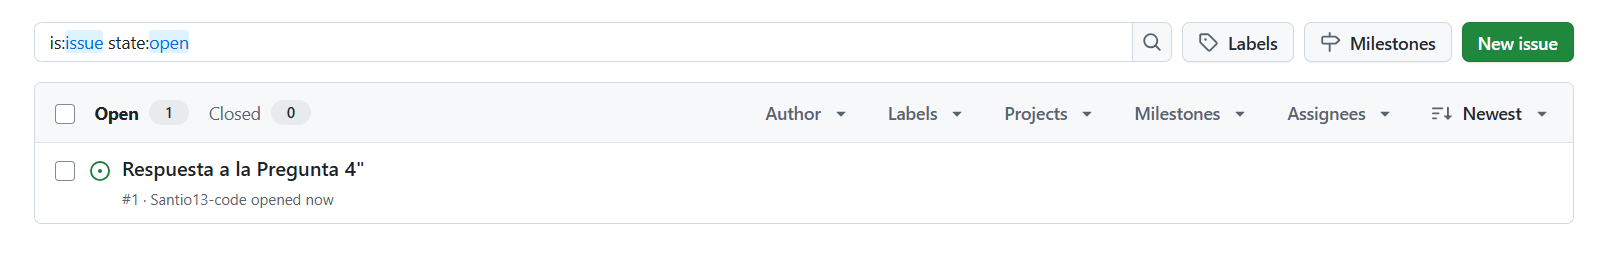 is:issue state:open Labels Milestones New issue
Open 1 Closed 0 Author Labels Projects Milestones Assignees Newest
Respuesta a la Pregunta 4"
#1 · Santio13-code opened now